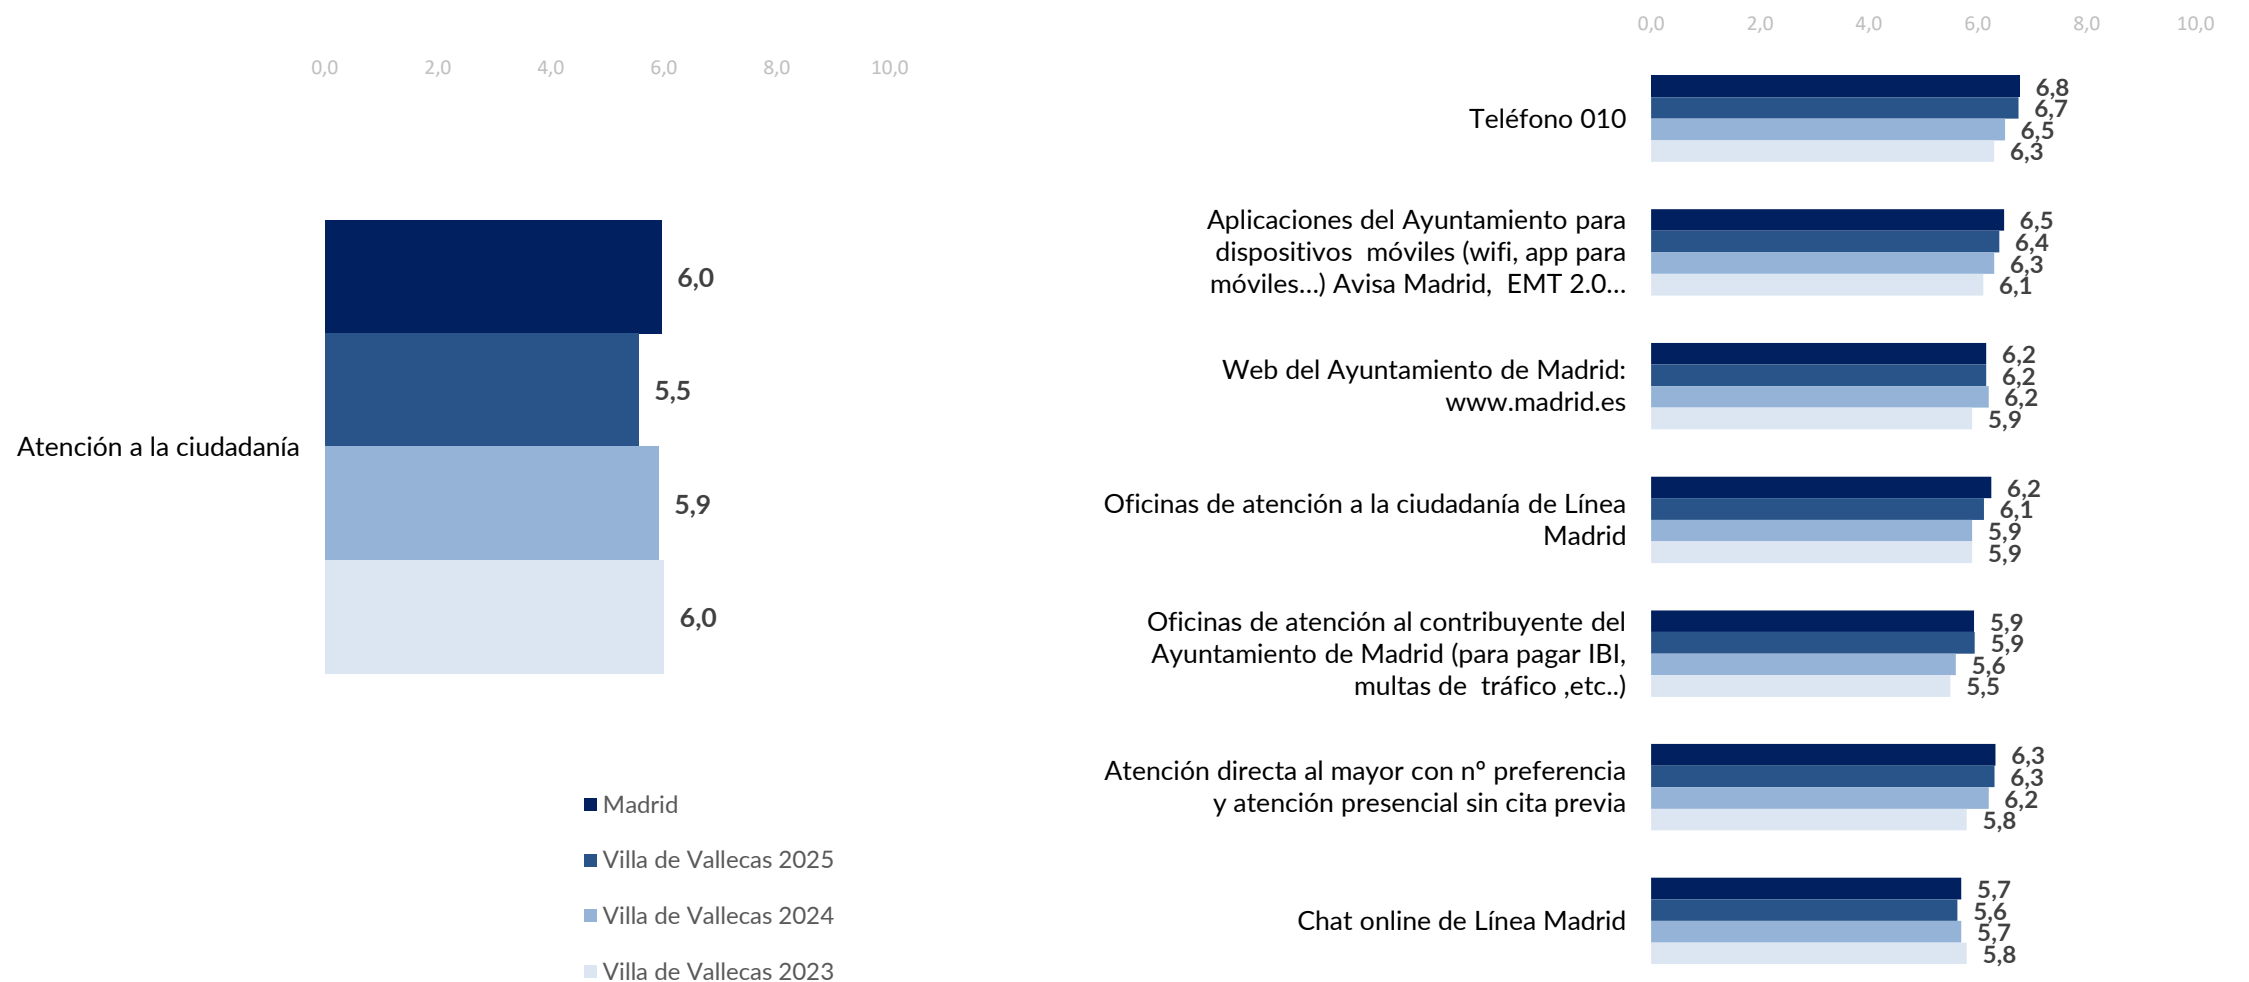 0,0 2,0 4,0 6,0 8,0 10,0
Atención a la ciudadanía
6,0
5,5
5,9
6,0
Madrid
Villa de Vallecas 2025
Villa de Vallecas 2024
Villa de Vallecas 2023
0,0 2,0 4,0 6,0 8,0 10,0
Teléfono 010
6,8
6,7
6,5
6,3
Aplicaciones del Ayuntamiento para
dispositivos  móviles (wifi, app para
móviles...) Avisa Madrid,  EMT 2.0...
6,5
6,4
6,3
6,1
Web del Ayuntamiento de Madrid:
www.madrid.es
6,2
6,2
6,2
5,9
Oficinas de atención a la ciudadanía de Línea
Madrid
6,2
6,1
5,9
5,9
Oficinas de atención al contribuyente del
Ayuntamiento de Madrid (para pagar IBI,
multas de  tráfico ,etc..)
5,9
5,9
5,6
5,5
Atención directa al mayor con nº preferencia
y atención presencial sin cita previa
6,3
6,3
6,2
5,8
Chat online de Línea Madrid
5,7
5,6
5,7
5,8